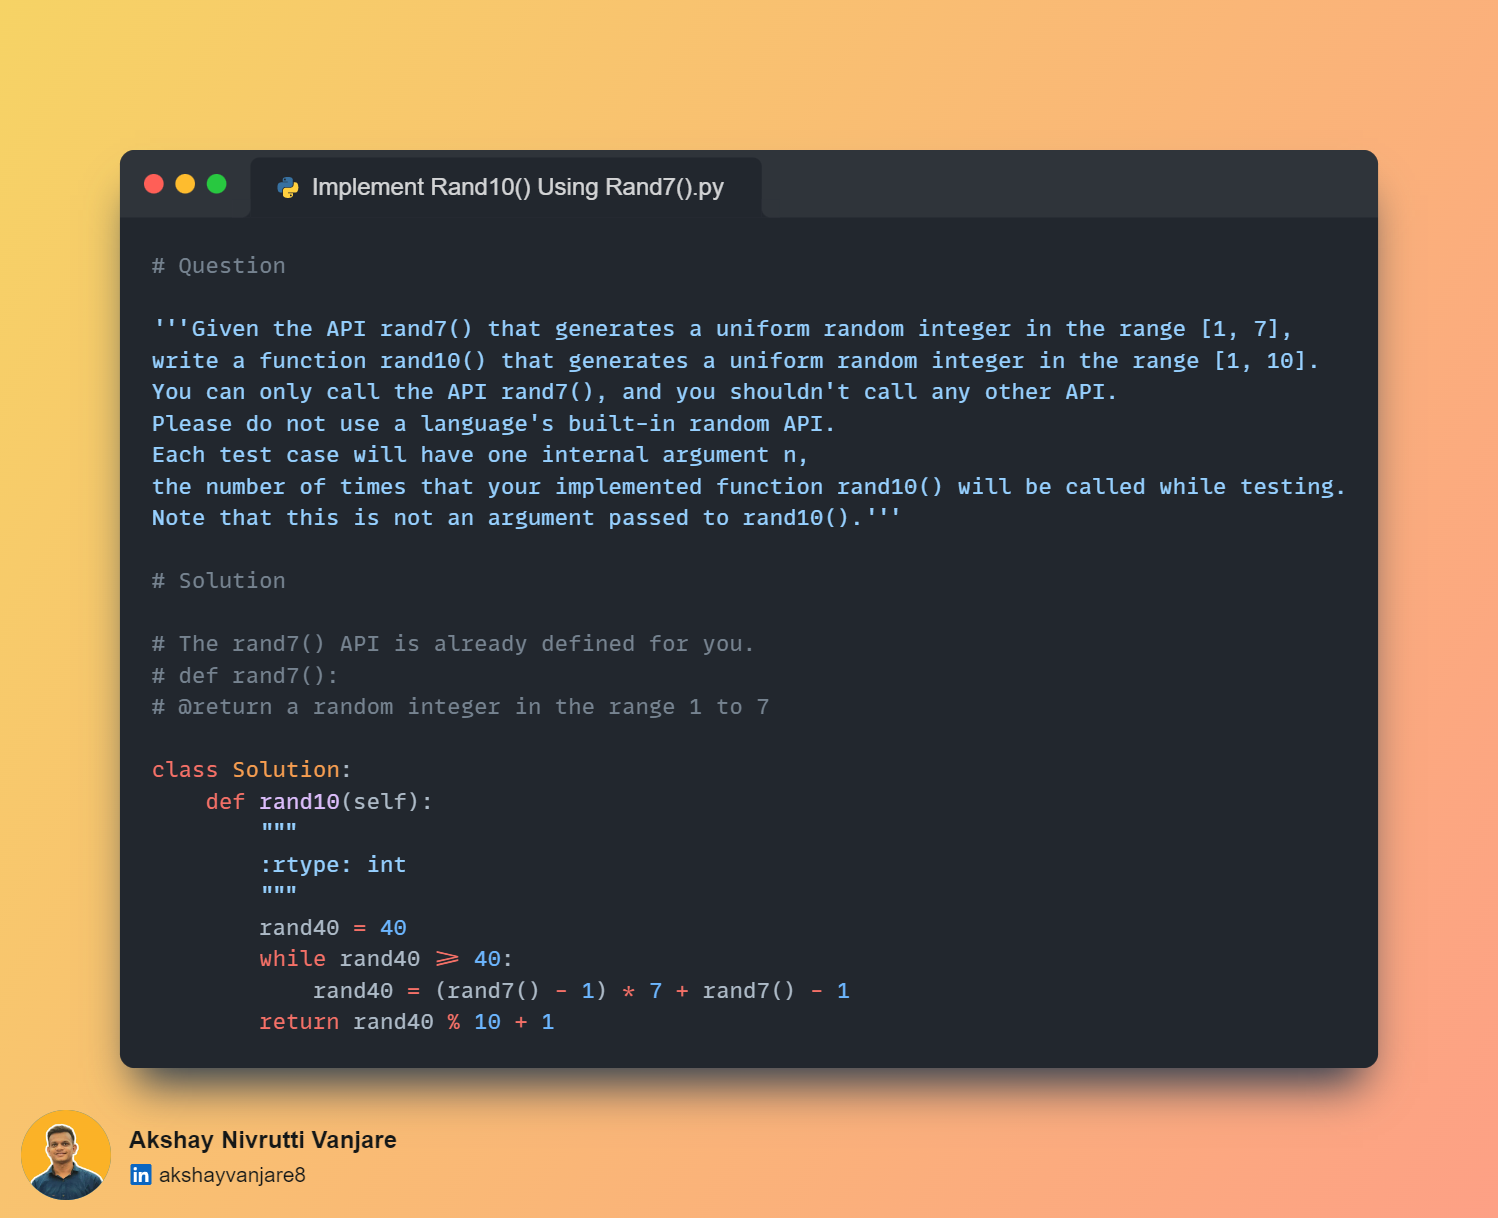 Implement Rand10() Using Rand7().py
# Question
'''Given the API rand7() that generates a uniform random integer in the range [1, 7],
write a function rand10() that generates a uniform random integer in the range [1, 10].
You can only call the API rand7(), and you shouldn't call any other API.
Please do not use a language's built-in random API.
Each test case will have one internal argument n,
the number of times that your implemented function rand10() will be called while testing.
Note that this is not an argument passed to rand10().'''
# Solution
# The rand7() API is already defined for you.
# def rand7():
# @return a random integer in the range 1 to 7
class Solution:
    def rand10(self):
        """
        :rtype: int
        """
        rand40 = 40
        while rand40 >= 40:
            rand40 = (rand7() - 1) * 7 + rand7() - 1
        return rand40 % 10 + 1
Akshay Nivrutti Vanjare
in akshayvanjare8